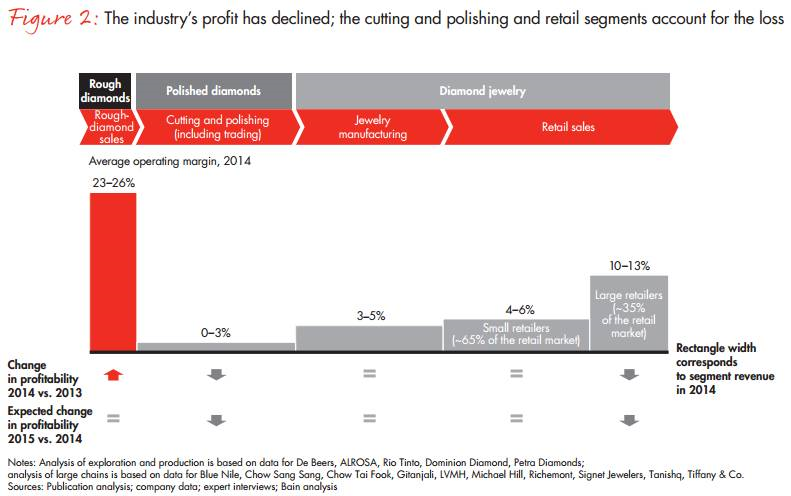 Figure 2: The industry's profit has declined; the cutting and polishing and retail segments account for the loss
Rough
diamonds
Polished diamonds
Diamond jewelry
Rough-
diamond
sales
Cutting and polishing
(including trading)
Jewelry
manufacturing
Retail sales
Average operating margin, 2014
23–26%
0–3%
3–5%
4–6%
10–13%
Small retailers
(~65% of the retail market)
Large retailers
(~35%
of the retail
market)
Rectangle width
corresponds
to segment revenue
in 2014
Change
in profitability
2014 vs. 2013
= =
Expected change
in profitability
2015 vs. 2014
= = =
Notes: Analysis of exploration and production is based on data for De Beers, ALROSA, Rio Tinto, Dominion Diamond, Petra Diamonds;
analysis of large chains is based on data for Blue Nile, Chow Sang Sang, Chow Tai Fook, Gitanjali, LVMH, Michael Hill, Richemont, Signet Jewelers, Tanishq, Tiffany & Co.
Sources: Publication analysis; company data; expert interviews; Bain analysis